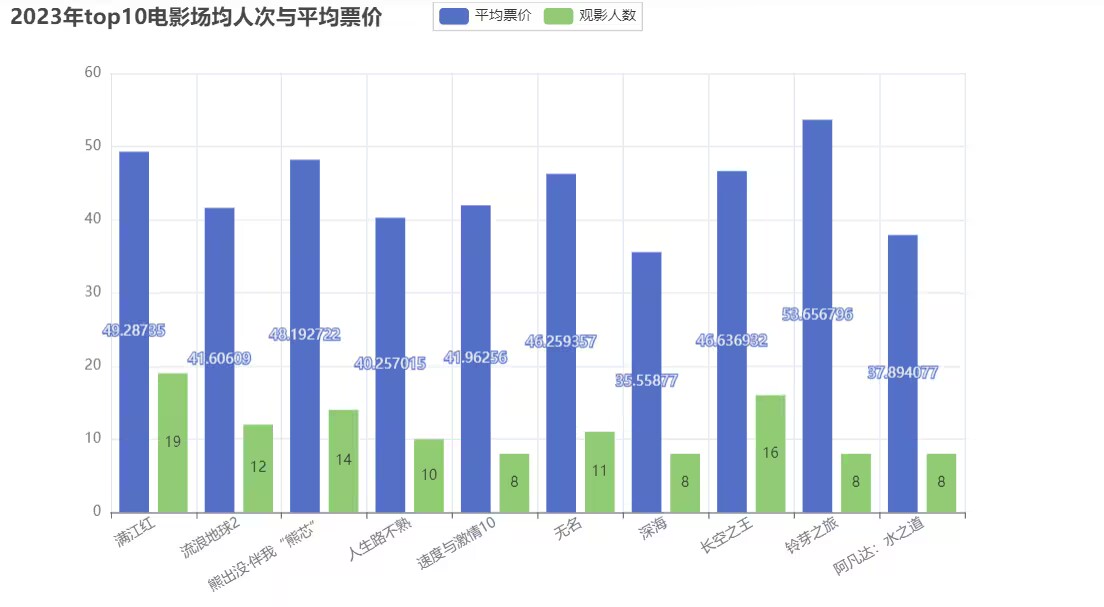 2023年top10电影场均人次与平均票价
平均票价 观影人数
60
50
40
30
20
10
0
49.28735
41.60609
48.192722
40.257015
41.96256
46.259357
35.55877
46.636932
53.656796
37.894077
19
12
14
10
8
11
8
16
8
8
满江红
流浪地球2
熊出没·伴我“熊芯”
人生路不熟
速度与激情10
无名
深海
长空之王
铃芽之旅
阿凡达：水之道